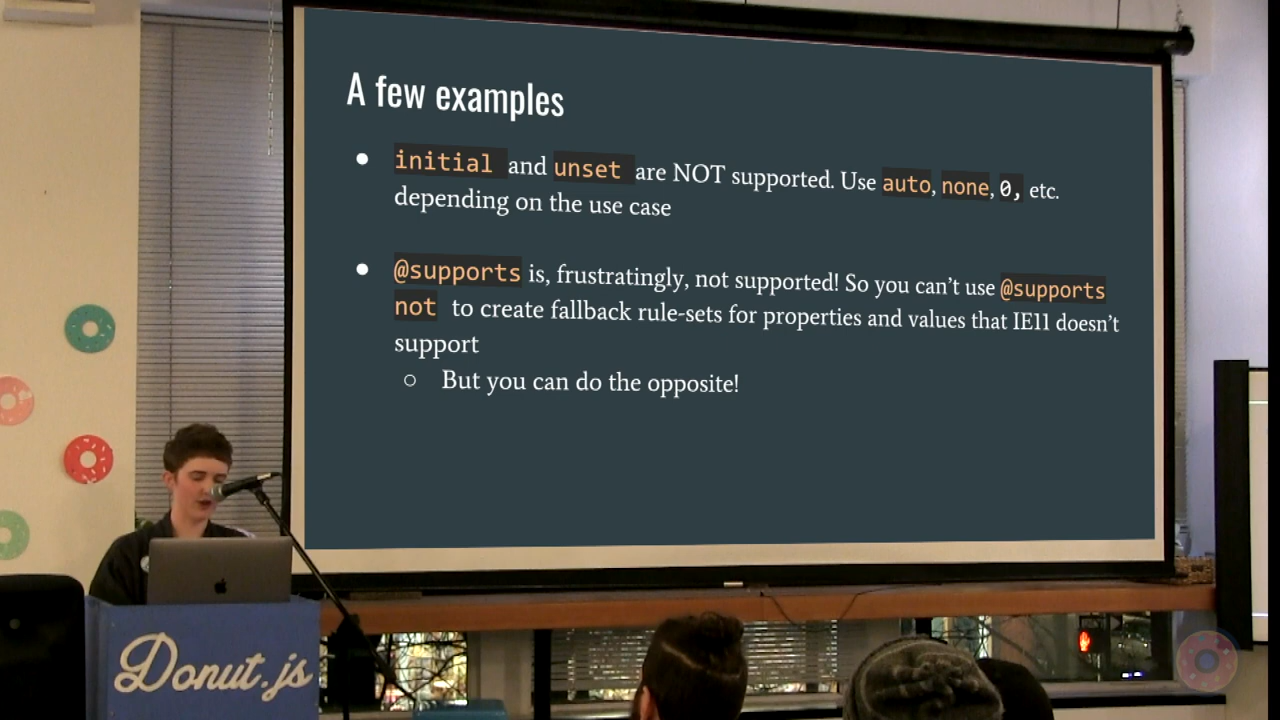 A few examples
● initial and unset are NOT supported. Use auto, none, 0, etc.
depending on the use case
● @supports is, frustratingly, not supported! So you can't use @supports
not to create fallback rule-sets for properties and values that IE11 doesn't
support
○ But you can do the opposite!
Donut.js